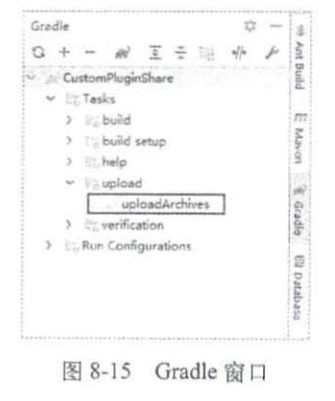 Gradle
CustomPluginShare
Tasks
build
build setup
help
upload
uploadArchives
verification
Run Configurations
Ant Build
Maven
Gradle
Database
图 8-15 Gradle 窗口